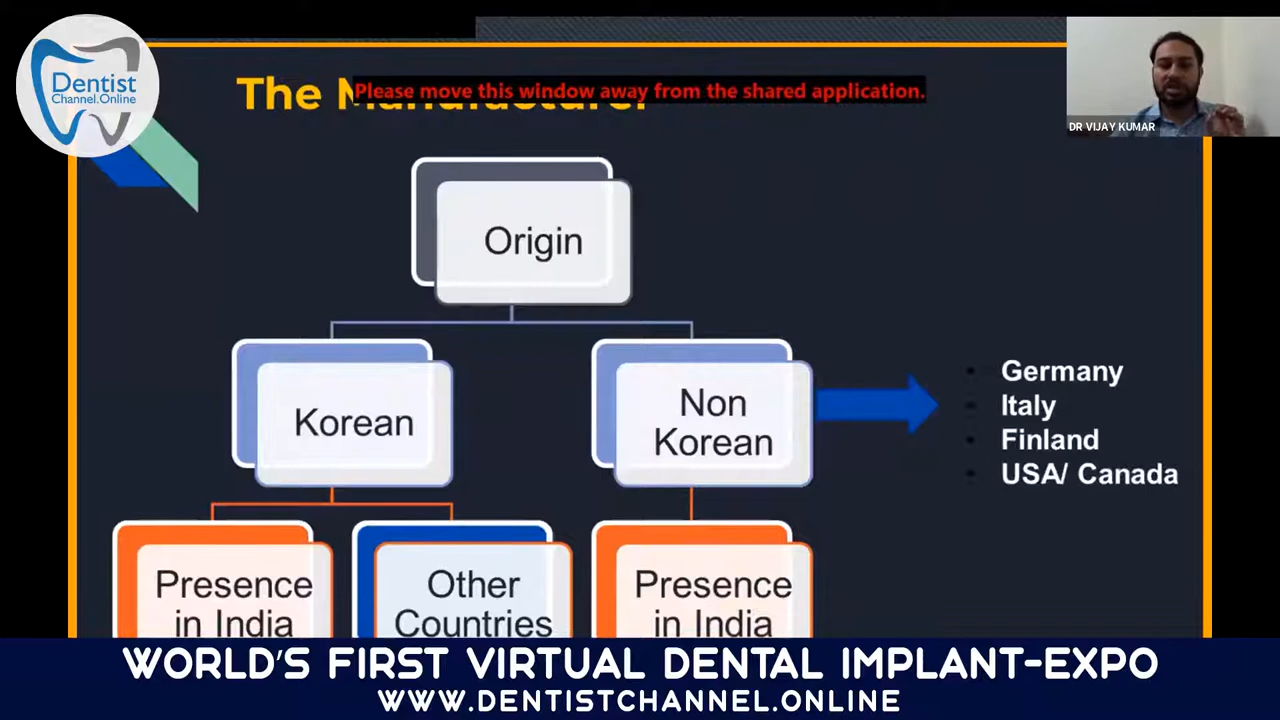 Dentist
Channel.Online
The
Please move this window away from the shared application.
DR VIJAY KUMAR
Origin
Korean
Non
Korean
Germany
Italy
Finland
USA/ Canada
Presence
in India
Other
Countries
Presence
in India
WORLD'S FIRST VIRTUAL DENTAL IMPLANT-EXPO
WWW.DENTISTCHANNEL.ONLINE